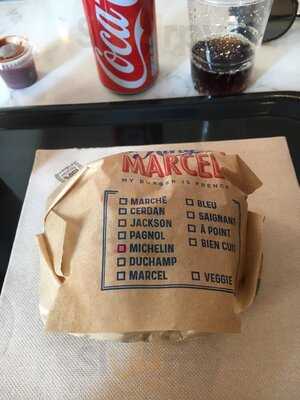 Coca-Cola
MARCEL
MY BURGER IS FRENCH
MARCHÉ
CERDAN
JACKSON
PAGNOL
MICHELIN
DUCHAMP
MARCEL
BLEU
SAIGNANT
À POINT
BIEN CUIT
VEGGIE